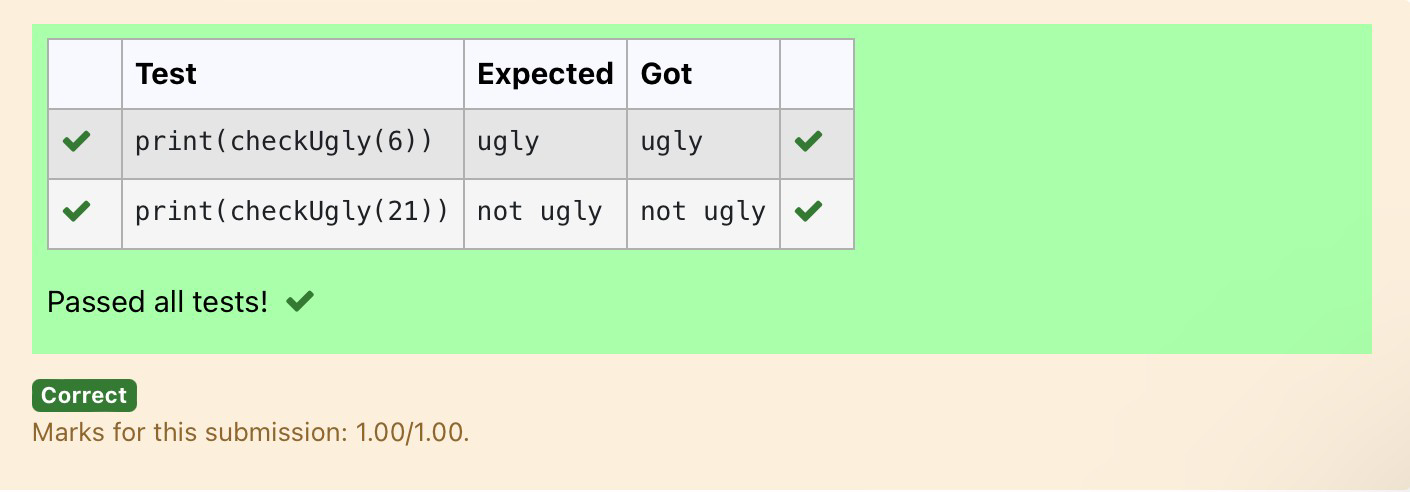 Test Expected Got
print(checkUgly(6)) ugly ugly
print(checkUgly(21)) not ugly not ugly
Passed all tests!
Correct
Marks for this submission: 1.00/1.00.